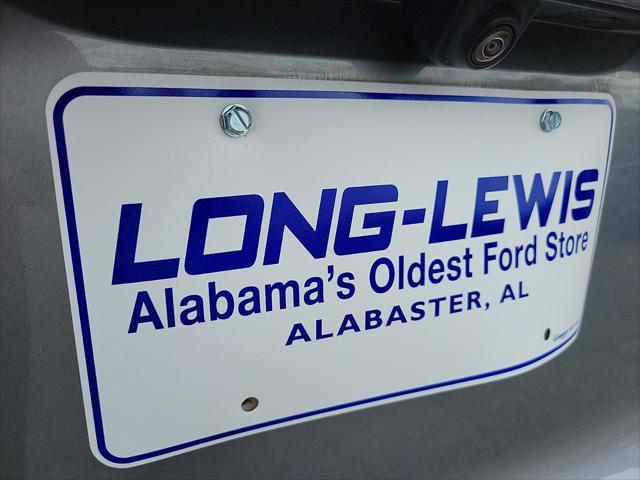 LONG-LEWIS
Alabama's Oldest Ford Store
ALABASTER, AL